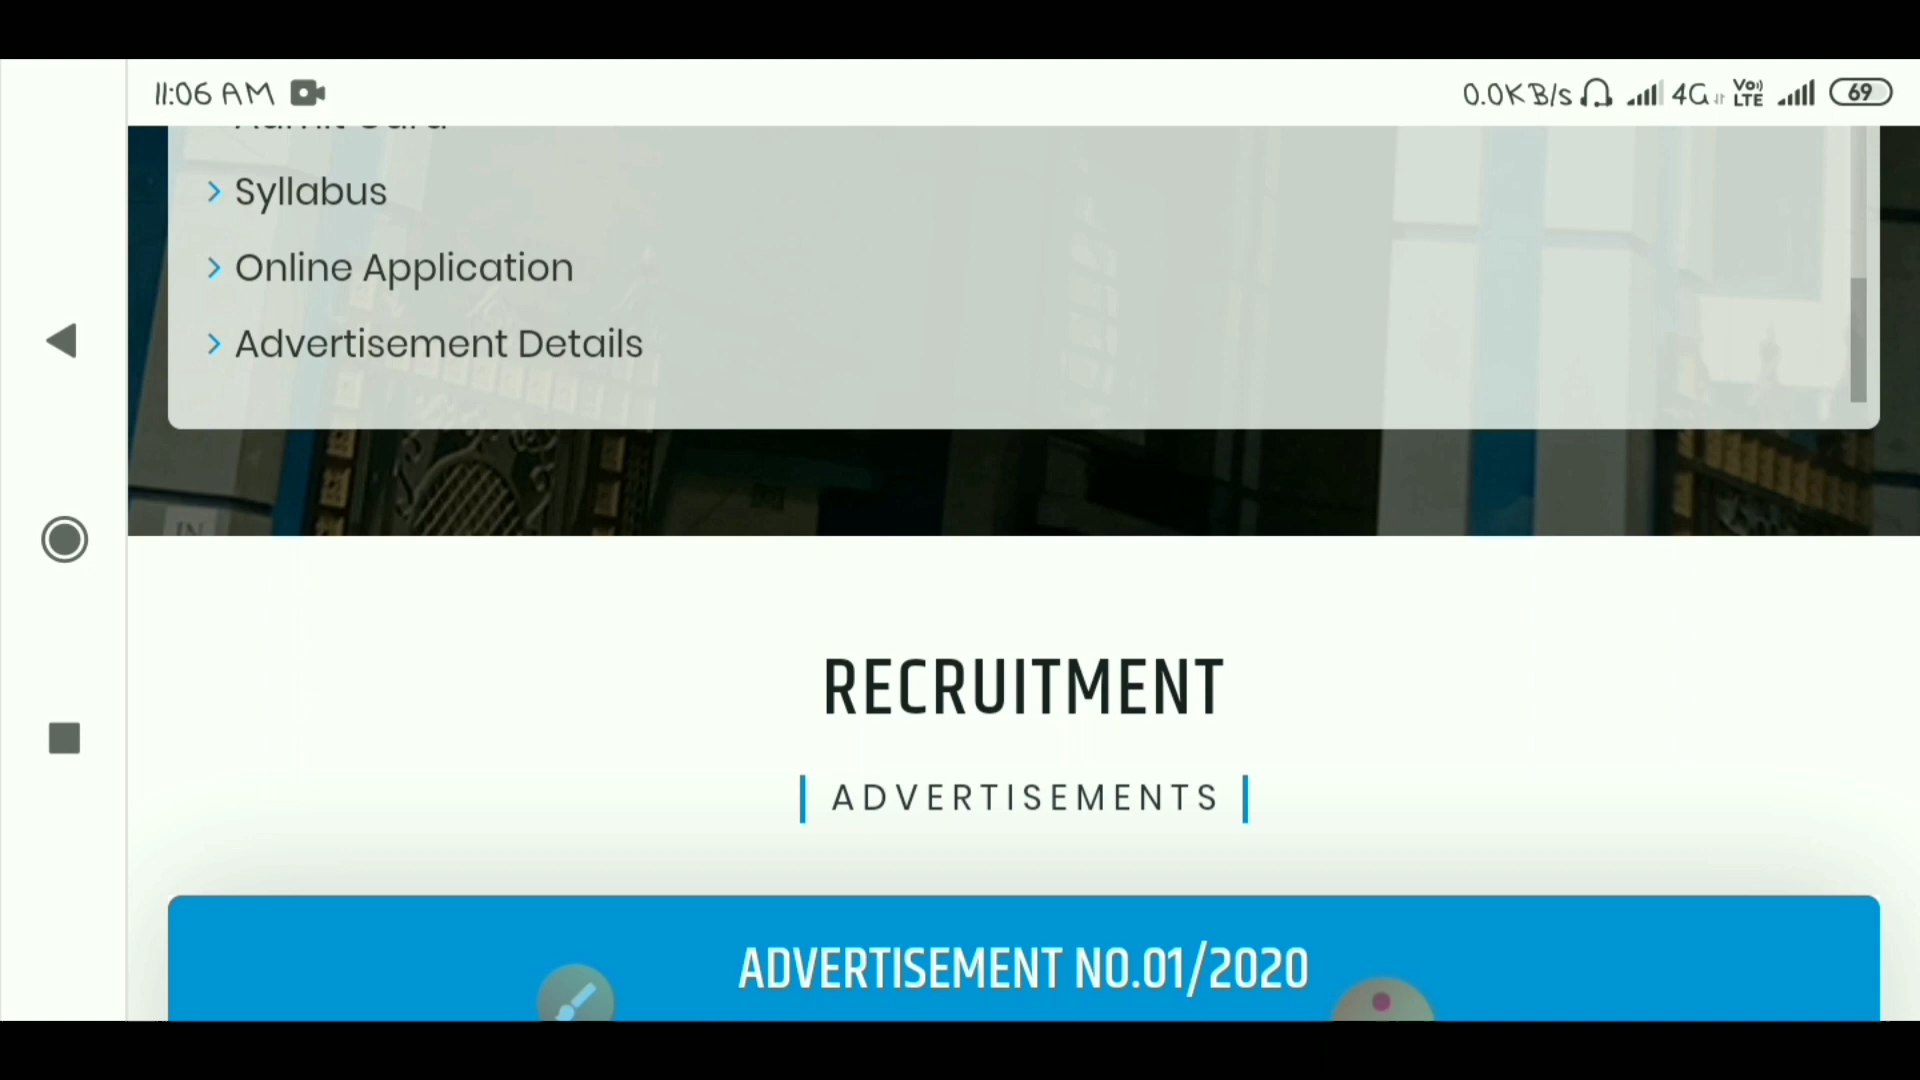 11:06 AM
0.0KB/s 4G Vo) LTE 69
Syllabus
Online Application
Advertisement Details
RECRUITMENT
ADVERTISEMENTS
ADVERTISEMENT NO.01/2020